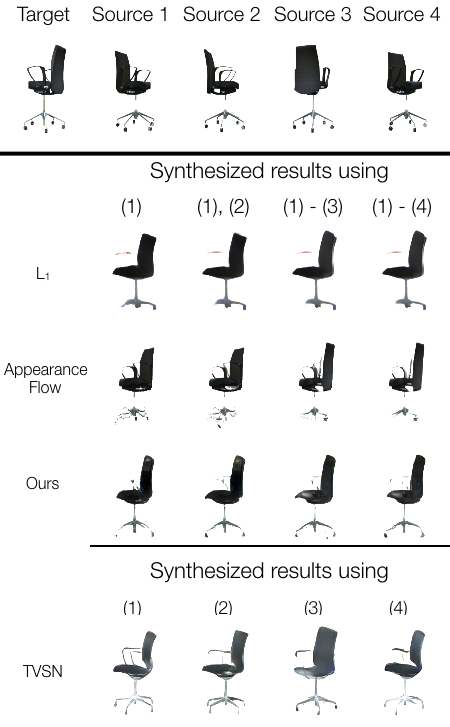 Target Source 1 Source 2 Source 3 Source 4
Synthesized results using
(1) (1), (2) (1) - (3) (1) - (4)
L₁
Appearance
Flow
Ours
Synthesized results using
(1) (2) (3) (4)
TVSN